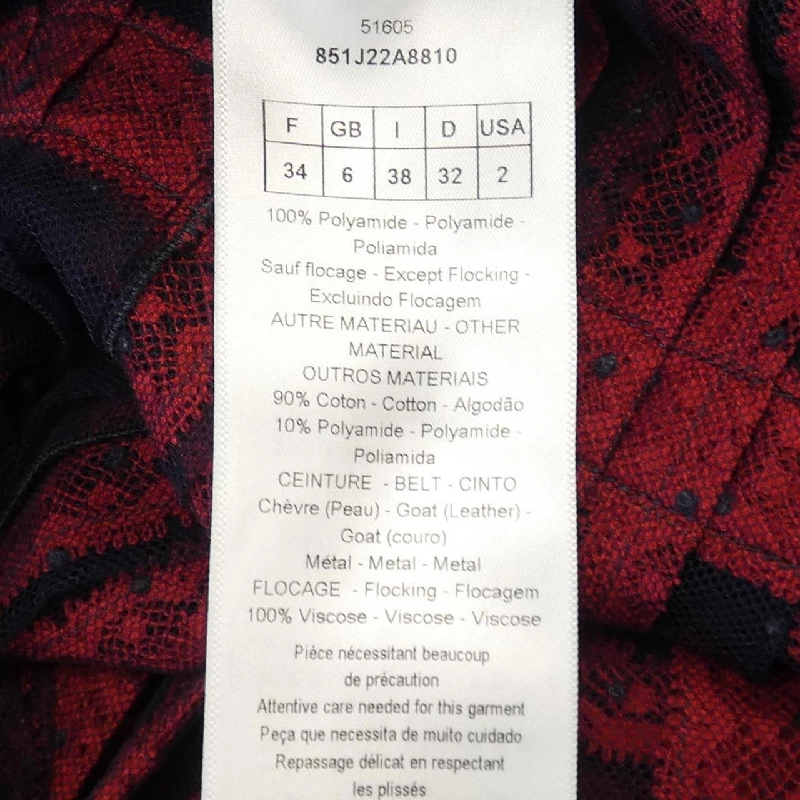 51605
851J22A8810
F GB I D USA
34 6 38 32 2
100% Polyamide - Polyamide -
Poliamida
Sauf flocage - Except Flocking -
Excluindo Flocagem
AUTRE MATERIAU - OTHER
MATERIAL
OUTROS MATERIAIS
90% Coton - Cotton - Algodão
10% Polyamide - Polyamide -
Poliamida
CEINTURE - BELT - CINTO
Chèvre (Peau) - Goat (Leather) -
Goat (couro)
Métal - Metal - Metal
FLOCAGE - Flocking - Flocagem
100% Viscose - Viscose - Viscose
Pièce nécessitant beaucoup
de précaution
Attentive care needed for this garment
Peça que necessita de muito cuidado
Repassage délicat en respectant
les plissés